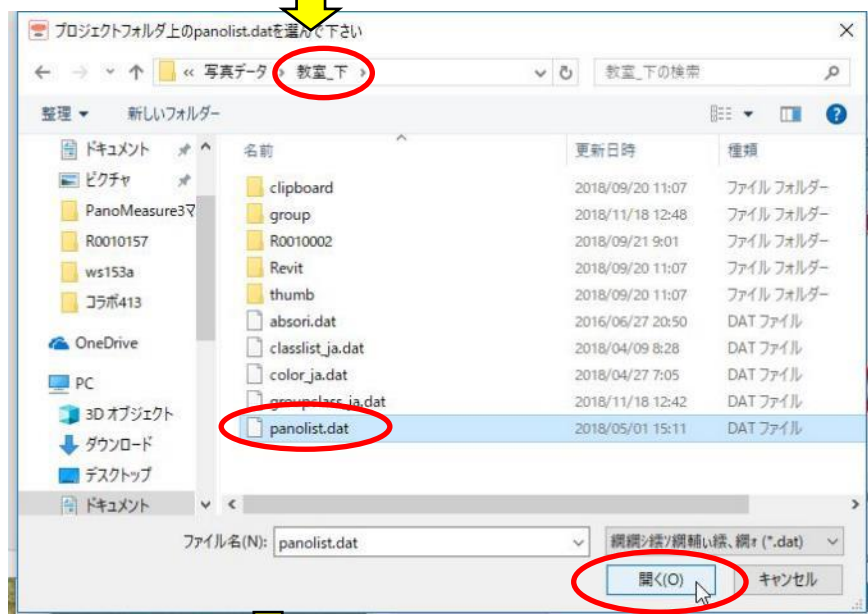 プロジェクトフォルダ上のpanolist.datを選んで下さい
« 写真データ › 教室_下 ›
教室_下の検索
整理 ▼ 新しいフォルダー
ドキュメント
ピクチャ
PanoMeasure3マ
R0010157
ws153a
コラボ413
OneDrive
PC
3D オブジェクト
ダウンロード
デスクトップ
ドキュメント
名前 更新日時 種類
clipboard 2018/09/20 11:07 ファイル フォルダー
group 2018/11/18 12:48 ファイル フォルダー
R0010002 2018/09/21 9:01 ファイル フォルダー
Revit 2018/09/20 11:07 ファイル フォルダー
thumb 2018/09/20 11:07 ファイル フォルダー
absori.dat 2016/06/27 20:50 DAT ファイル
classlist_ja.dat 2018/04/09 8:28 DAT ファイル
color_ja.dat 2018/04/27 7:05 DAT ファイル
groupclass_ja.dat 2018/11/18 12:42 DAT ファイル
panolist.dat 2018/05/01 15:11 DAT ファイル
ファイル名(N): panolist.dat
(*.dat)
開く(O) キャンセル